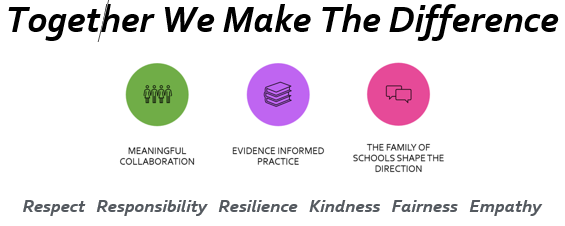 Together We Make The Difference
MEANINGFUL
COLLABORATION
EVIDENCE INFORMED
PRACTICE
THE FAMILY OF
SCHOOLS SHAPE THE
DIRECTION
Respect Responsibility Resilience Kindness Fairness Empathy